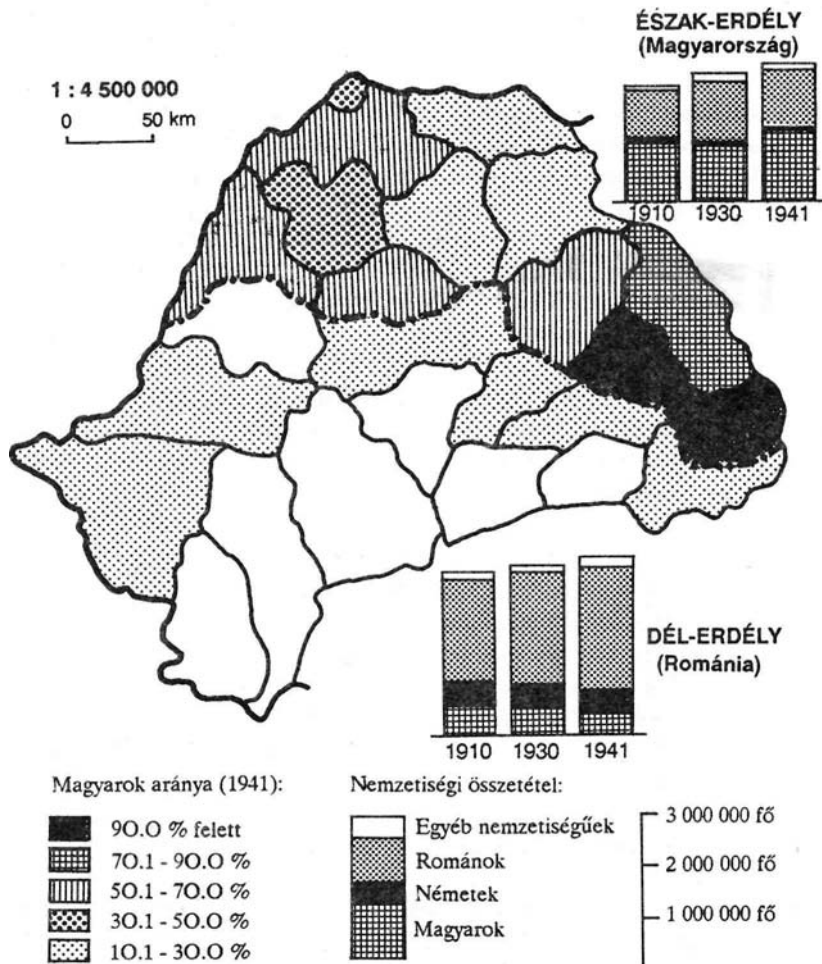 ÉSZAK-ERDÉLY
(Magyarország)
1 : 4 500 000
0 50 km
1910 1930 1941
DÉL-ERDÉLY
(Románia)
1910 1930 1941
Magyarok aránya (1941):
90.0 % felett
70.1 - 90.0 %
50.1 - 70.0 %
30.1 - 50.0 %
10.1 - 30.0 %
Nemzetiségi összetétel:
Egyéb nemzetiségűek
Románok
Németek
Magyarok
3 000 000 fő
2 000 000 fő
1 000 000 fő